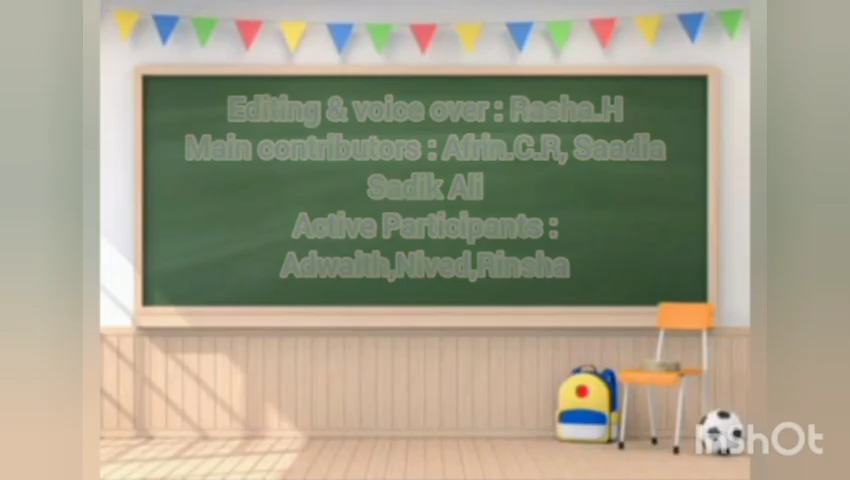 Editing & voice over : Rasha.H
Main contributors : Afrin.C.R, Saadia
Sadik Ali
Active Participants :
Adwaith,Nived,Rinsha
InShOt